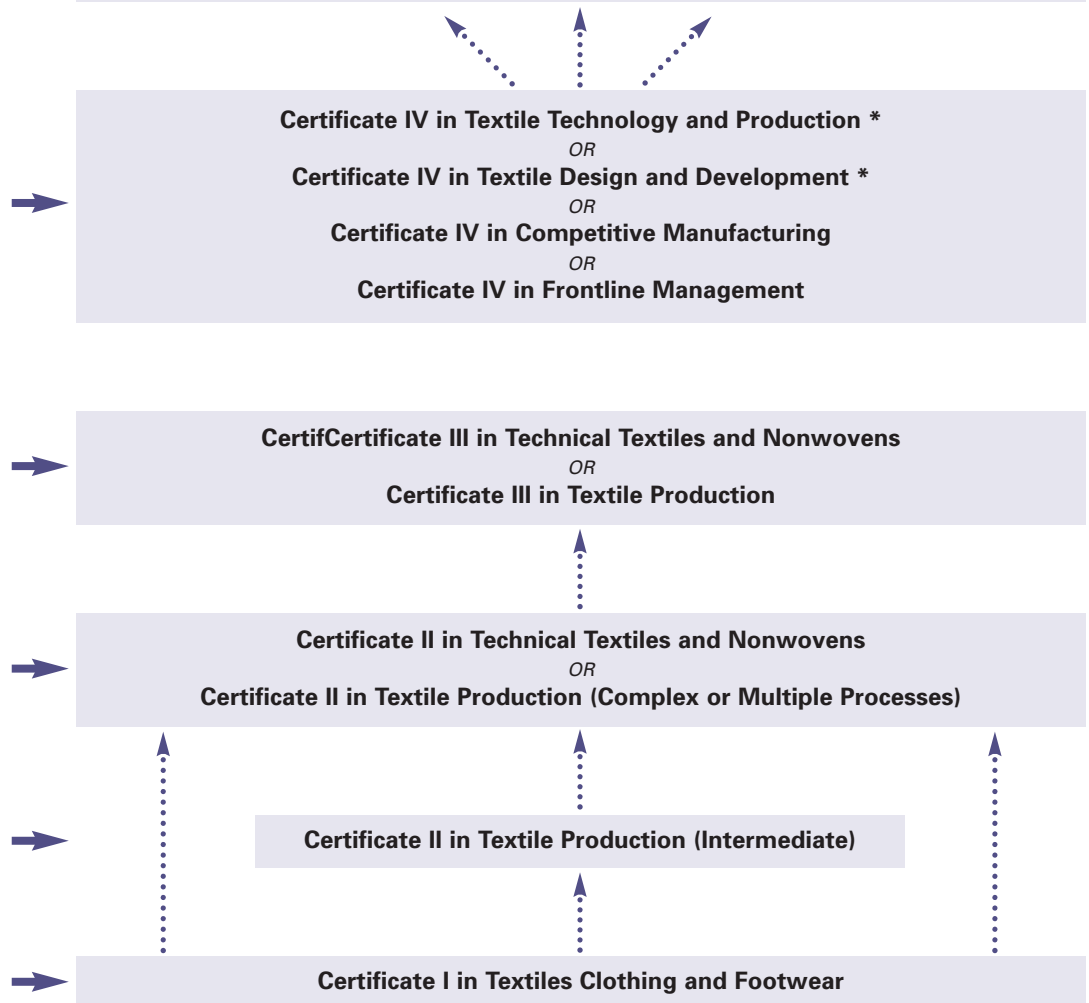 Certificate IV in Textile Technology and Production *
OR
Certificate IV in Textile Design and Development *
OR
Certificate IV in Competitive Manufacturing
OR
Certificate IV in Frontline Management
CertifCertificate III in Technical Textiles and Nonwovens
OR
Certificate III in Textile Production
Certificate II in Technical Textiles and Nonwovens
OR
Certificate II in Textile Production (Complex or Multiple Processes)
Certificate II in Textile Production (Intermediate)
Certificate I in Textiles Clothing and Footwear